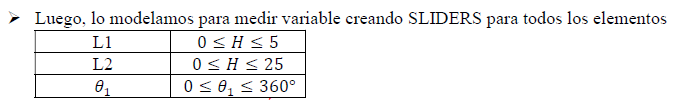 ➢ Luego, lo modelamos para medir variable creando SLIDERS para todos los elementos
L1 0 ≤ H ≤ 5
L2 0 ≤ H ≤ 25
θ₁ 0 ≤ θ₁ ≤ 360°